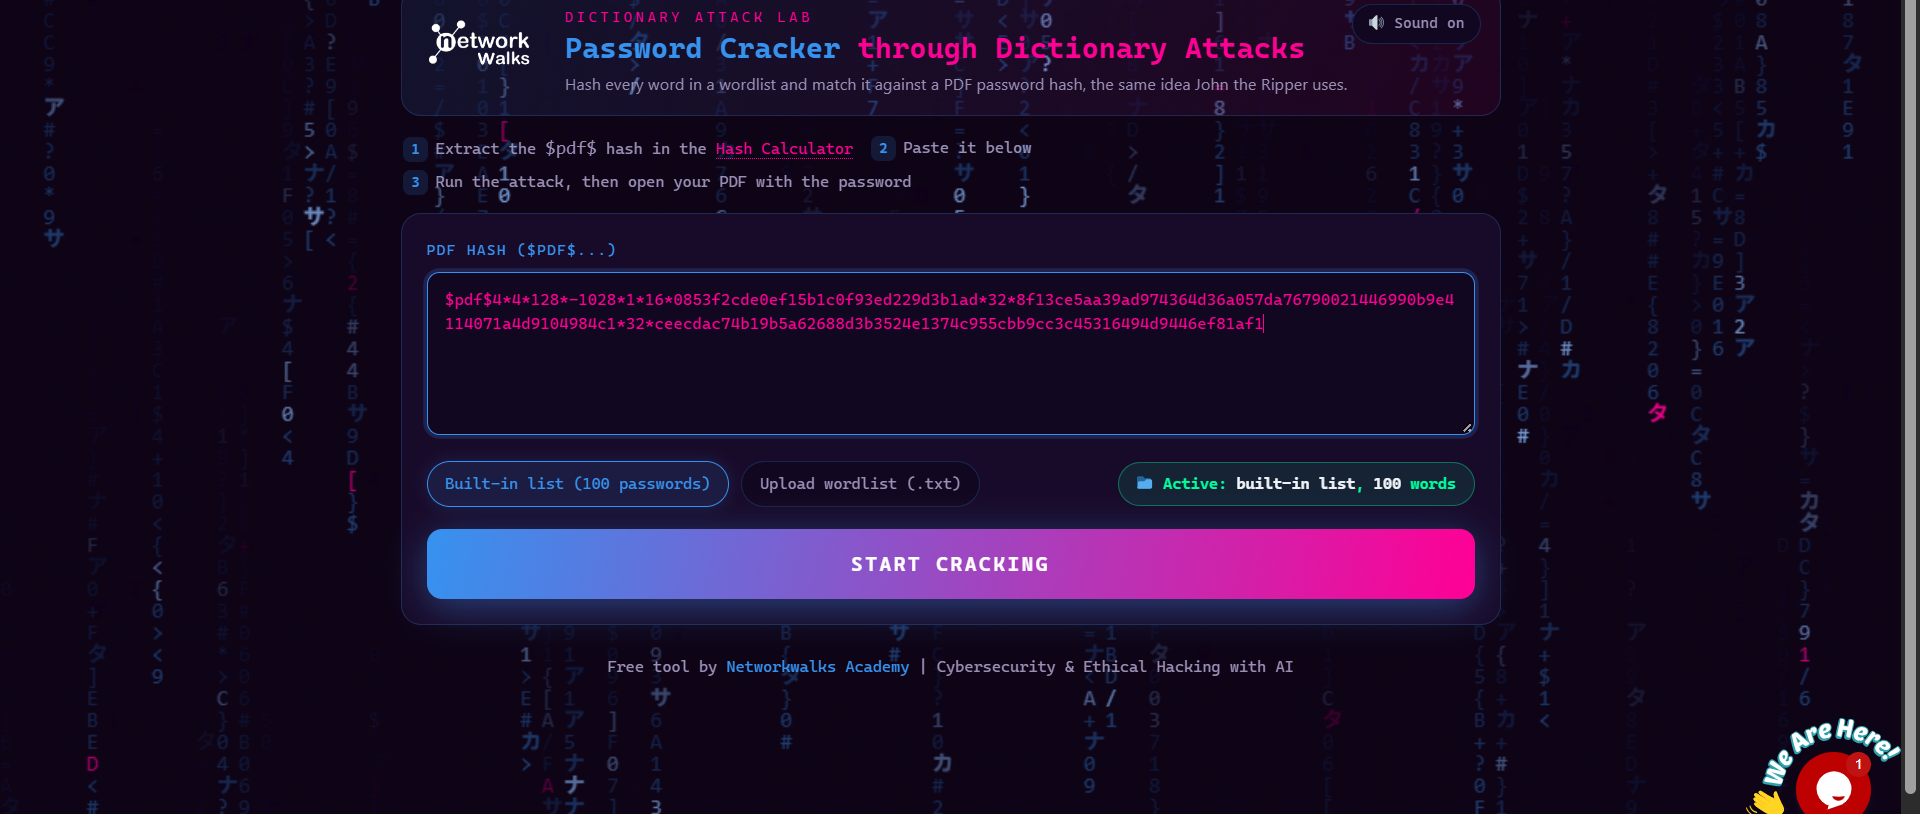 DICTIONARY ATTACK LAB
network
Walks
Password Cracker through Dictionary Attacks
Sound on
Hash every word in a wordlist and match it against a PDF password hash, the same idea John the Ripper uses.
1 Extract the $pdf$ hash in the Hash Calculator 2 Paste it below
3 Run the attack, then open your PDF with the password
PDF HASH ($PDF$...)
$pdf$4*4*128*-1028*1*16*0853f2cde0ef15b1c0f93ed229d3b1ad*32*8f13ce5aa39ad974364d36a057da76790021446990b9e4
114071a4d9104984c1*32*ceecdac74b19b5a62688d3b3524e1374c955cbb9cc3c45316494d9446ef81af1
Built-in list (100 passwords) Upload wordlist (.txt) Active: built-in list, 100 words
START CRACKING
Free tool by Networkwalks Academy | Cybersecurity & Ethical Hacking with AI
We Are Here!
1